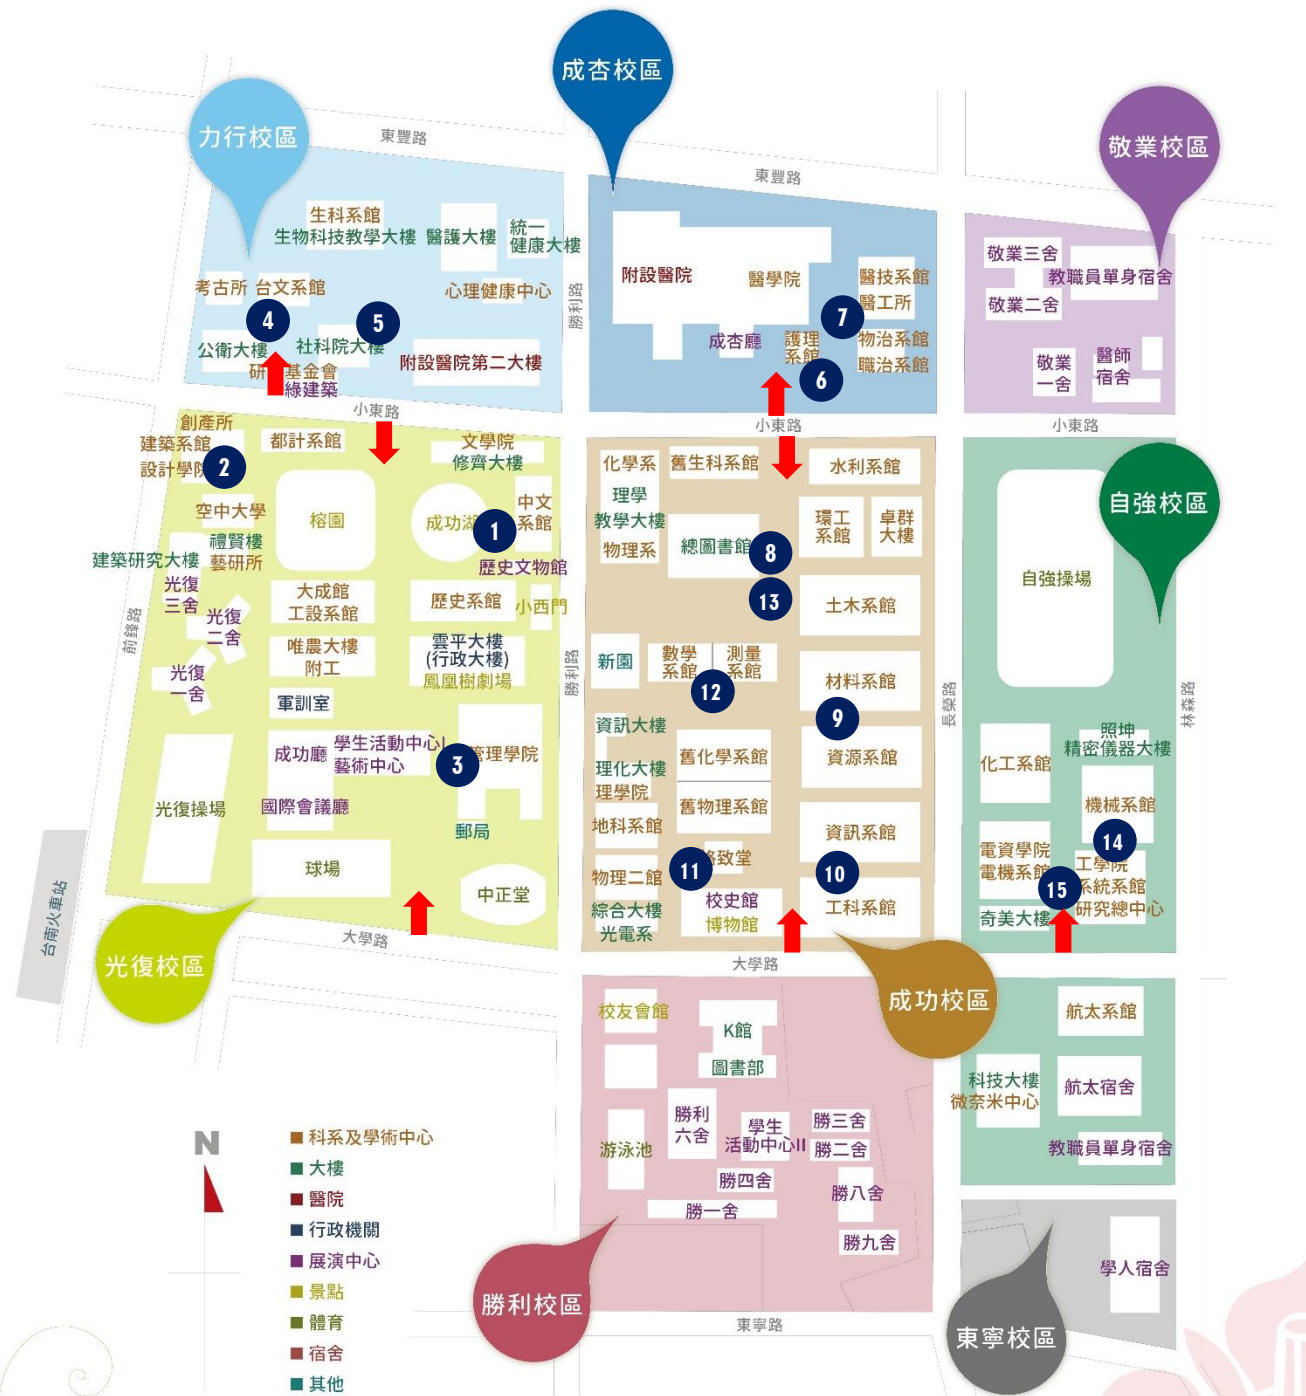 成杏校區
力行校區
敬業校區
東豐路
東豐路
生科系館
生物科技教學大樓
醫護大樓
統一
健康大樓
考古所
台文系館
心理健康中心
4
5
公衛大樓
社科院大樓
附設醫院第二大樓
研
基金會
綠建築
勝利路
附設醫院
醫學院
醫技系館
醫工所
7
成杏廳
護理
系館
物治系館
職治系館
6
敬業三舍
教職員單身宿舍
敬業二舍
敬業
一舍
醫師
宿舍
小東路
小東路
小東路
創產所
建築系館
設計學院
2
都計系館
文學院
修齊大樓
空中大學
榕園
成功湖
1
中文
系館
禮賢樓
藝研所
建築研究大樓
歷史文物館
光復
三舍
大成館
工設系館
歷史系館
小西門
光復
二舍
唯農大樓
附工
雲平大樓
(行政大樓)
鳳凰樹劇場
前鋒路
光復
一舍
軍訓室
勝利路
成功廳
學生活動中心I
藝術中心
3
管理學院
光復操場
國際會議廳
郵局
球場
中正堂
台南火車站
大學路
光復校區
化學系
舊生科系館
水利系館
理學
教學大樓
物理系
總圖書館
8
環工
系館
卓群
大樓
13
土木系館
新園
數學
系館
測量
系館
12
材料系館
9
資訊大樓
舊化學系館
資源系館
理化大樓
理學院
舊物理系館
地科系館
資訊系館
11
格致堂
10
物理二館
校史館
博物館
工科系館
綜合大樓
光電系
大學路
成功校區
長榮路
自強校區
自強操場
林森路
照坤
精密儀器大樓
化工系館
機械系館
14
電資學院
電機系館
工學院
系統系館
研究總中心
15
奇美大樓
校友會館
K館
圖書部
航太系館
科技大樓
微奈米中心
航太宿舍
勝利
六舍
學生
活動中心II
勝三舍
勝二舍
游泳池
教職員單身宿舍
勝四舍
勝八舍
勝一舍
勝九舍
勝利校區
學人宿舍
東寧校區
東寧路
N
科系及學術中心
大樓
醫院
行政機關
展演中心
景點
體育
宿舍
其他